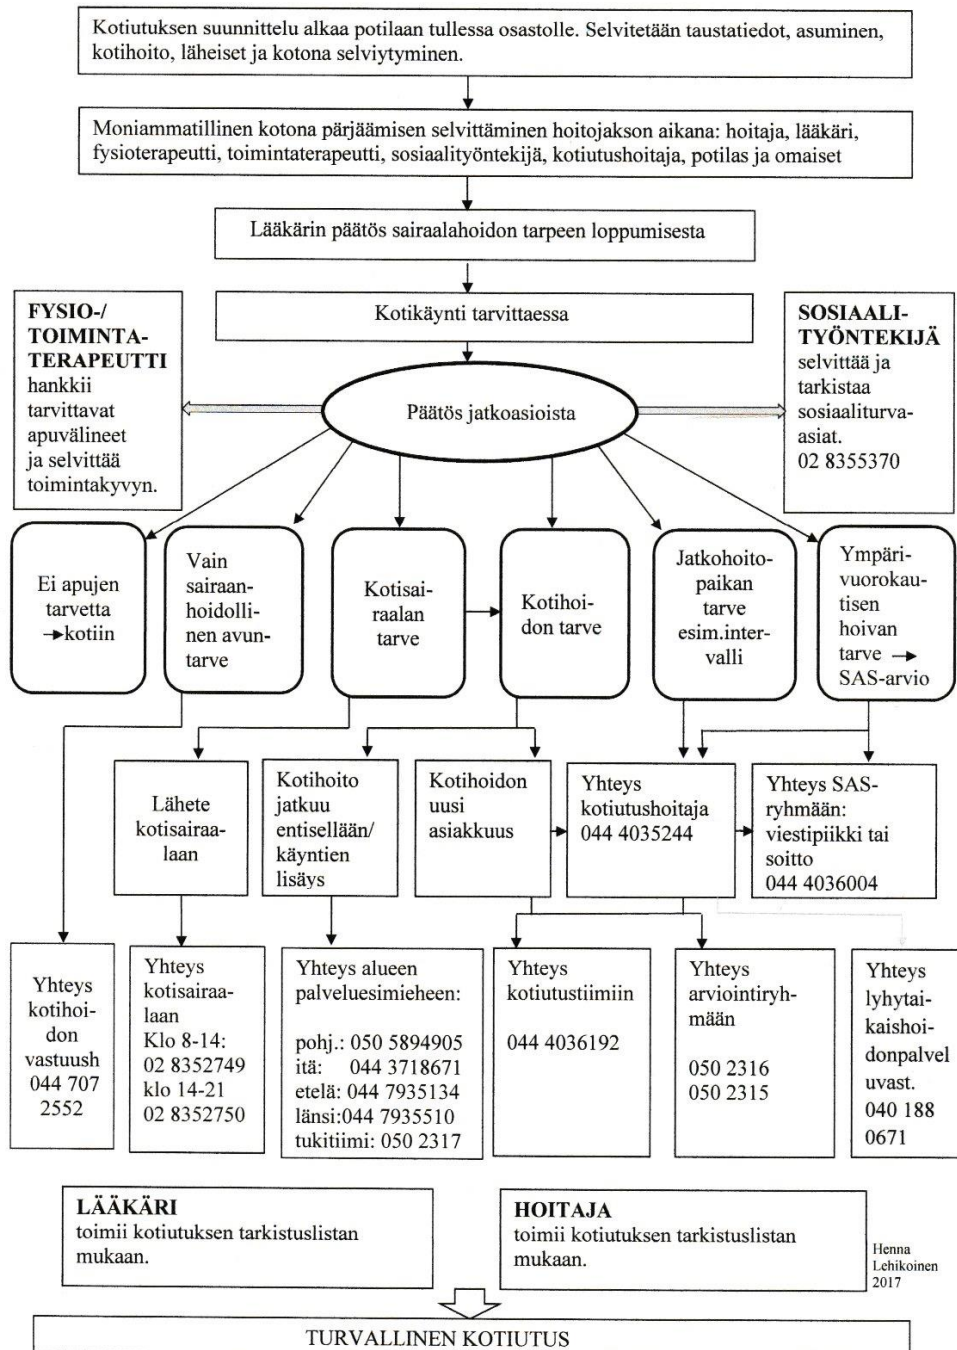 Kotiutuksen suunnittelu alkaa potilaan tullessa osastolle. Selvitetään taustatiedot, asuminen,
kotihoito, läheiset ja kotona selviytyminen.
Moniammatillinen kotona pärjäämisen selvittäminen hoitojakson aikana: hoitaja, lääkäri,
fysioterapeutti, toimintaterapeutti, sosiaalityöntekijä, kotiutushoitaja, potilas ja omaiset
Lääkärin päätös sairaalahoidon tarpeen loppumisesta
Kotikäynti tarvittaessa
FYSIO-/
TOIMINTA-
TERAPEUTTI
hankkii
tarvittavat
apuvälineet
ja selvittää
toimintakyvyn.
Päätös jatkoasioista
SOSIAALI-
TYÖNTEKIJÄ
selvittää ja
tarkistaa
sosiaaliturva-
asiat.
02 8355370
Ei apujen
tarvetta
→kotiin
Vain
sairaan-
hoidolli-
nen avun-
tarve
Kotisai-
raalan
tarve
Kotihoi-
don tarve
Jatkohoito-
paikan
tarve
esim.inter-
valli
Ympäri-
vuorokau-
tisen
hoivan
tarve →
SAS-arvio
Lähete
kotisairaa-
laan
Kotihoito
jatkuu
entisellään/
käyntien
lisäys
Kotihoidon
uusi
asiakkuus
Yhteys
kotiutushoitaja
044 4035244
Yhteys SAS-
ryhmään:
viestipiikki tai
soitto
044 4036004
Yhteys
kotihoi-
don
vastuush
044 707
2552
Yhteys
kotisairaa-
laan
Klo 8-14:
02 8352749
klo 14-21
02 8352750
Yhteys alueen
palveluesimieheen:
pohj.: 050 5894905
itä: 044 3718671
etelä: 044 7935134
länsi:044 7935510
tukitiimi: 050 2317
Yhteys
kotiutustiimiin
044 4036192
Yhteys
arviointiryh-
mään
050 2316
050 2315
Yhteys
lyhytai-
kaishoi-
donpalvel
uvast.
040 188
0671
LÄÄKÄRI
toimii kotiutuksen tarkistuslistan
mukaan.
HOITAJA
toimii kotiutuksen tarkistuslistan
mukaan.
Henna
Lehikoinen
2017
TURVALLINEN KOTIUTUS